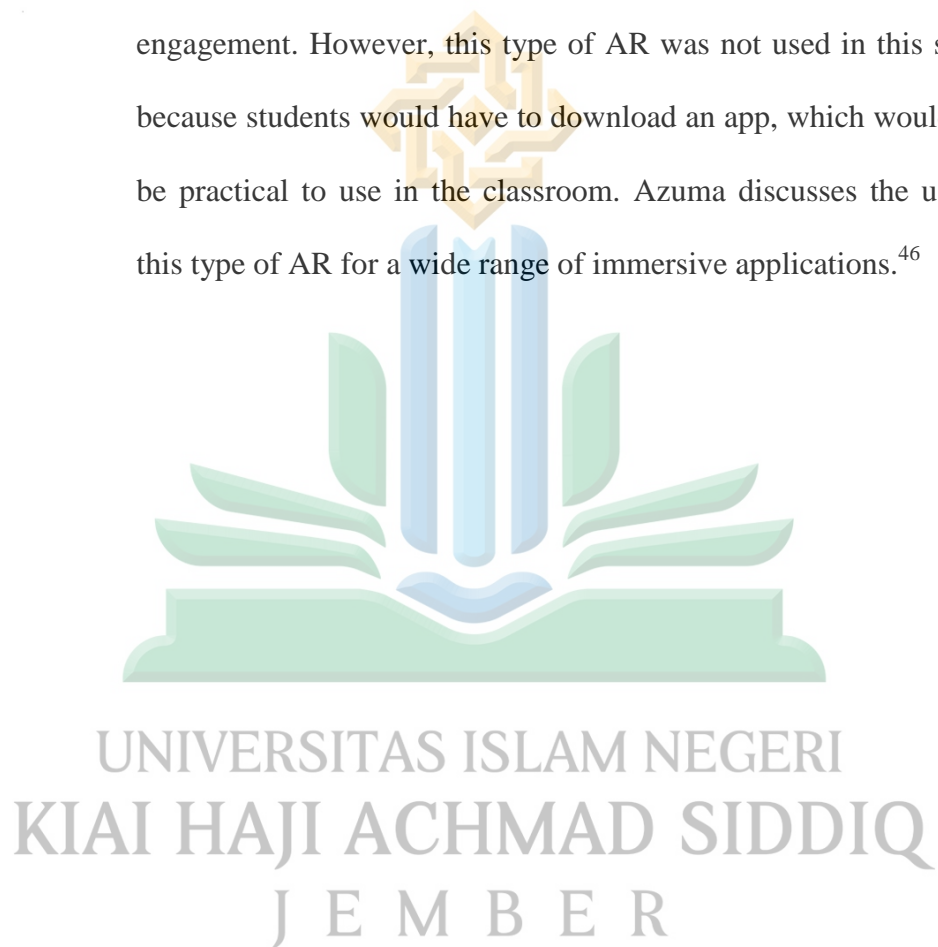 engagement. However, this type of AR was not used in this s
because students would have to download an app, which woul
be practical to use in the classroom. Azuma discusses the u
this type of AR for a wide range of immersive applications.46
UNIVERSITAS ISLAM NEGERI
KIAI HAJI ACHMAD SIDDIQ
JEMBER